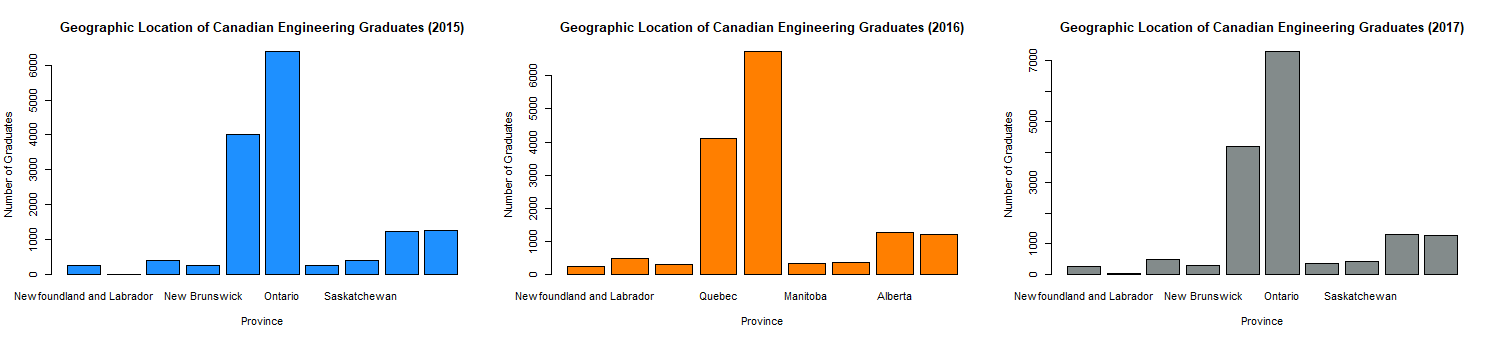 Geographic Location of Canadian Engineering Graduates (2015)
Number of Graduates
6000
5000
4000
3000
2000
1000
0
Newfoundland and Labrador New Brunswick Ontario Saskatchewan
Province
Geographic Location of Canadian Engineering Graduates (2016)
Number of Graduates
6000
5000
4000
3000
2000
1000
0
Newfoundland and Labrador Quebec Manitoba Alberta
Province
Geographic Location of Canadian Engineering Graduates (2017)
Number of Graduates
7000
5000
3000
1000
0
Newfoundland and Labrador New Brunswick Ontario Saskatchewan
Province